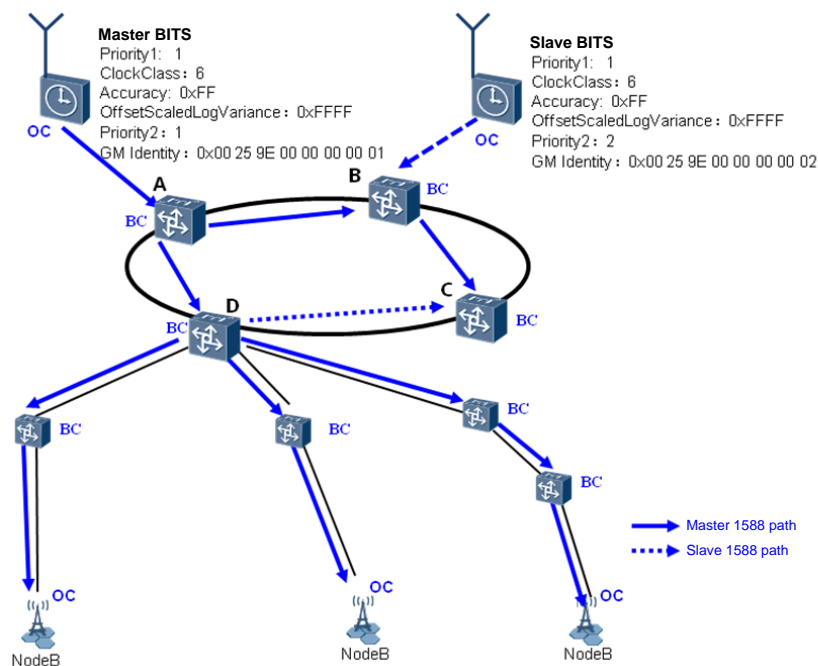 Master BITS
Priority1: 1
ClockClass: 6
Accuracy: 0xFF
OffsetScaledLogVariance: 0xFFFF
Priority2: 1
GM Identity: 0x00 25 9E 00 00 00 00 01
OC
Slave BITS
Priority1: 1
ClockClass: 6
Accuracy: 0xFF
OffsetScaledLogVariance: 0xFFFF
Priority2: 2
GM Identity: 0x00 25 9E 00 00 00 00 02
OC
A
BC
B
BC
C
BC
D
BC
BC
BC
BC
BC
Master 1588 path
Slave 1588 path
OC
NodeB
OC
NodeB
OC
NodeB